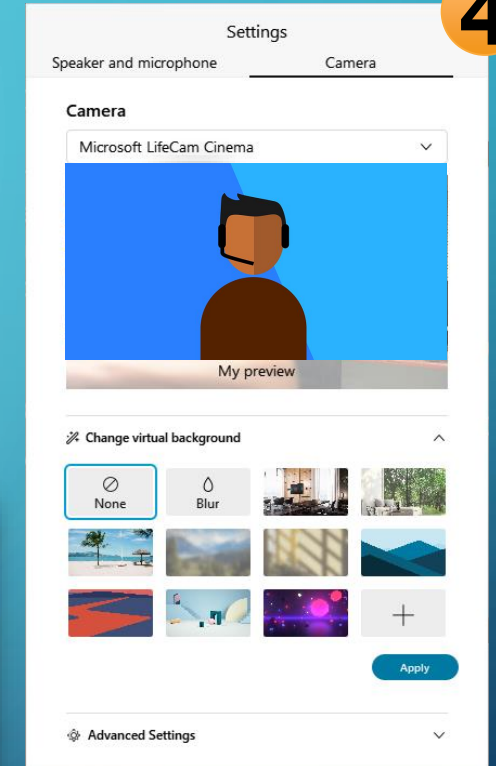 4
Settings
Speaker and microphone
Camera
Camera
Microsoft LifeCam Cinema
My preview
Change virtual background
None
Blur
Apply
Advanced Settings